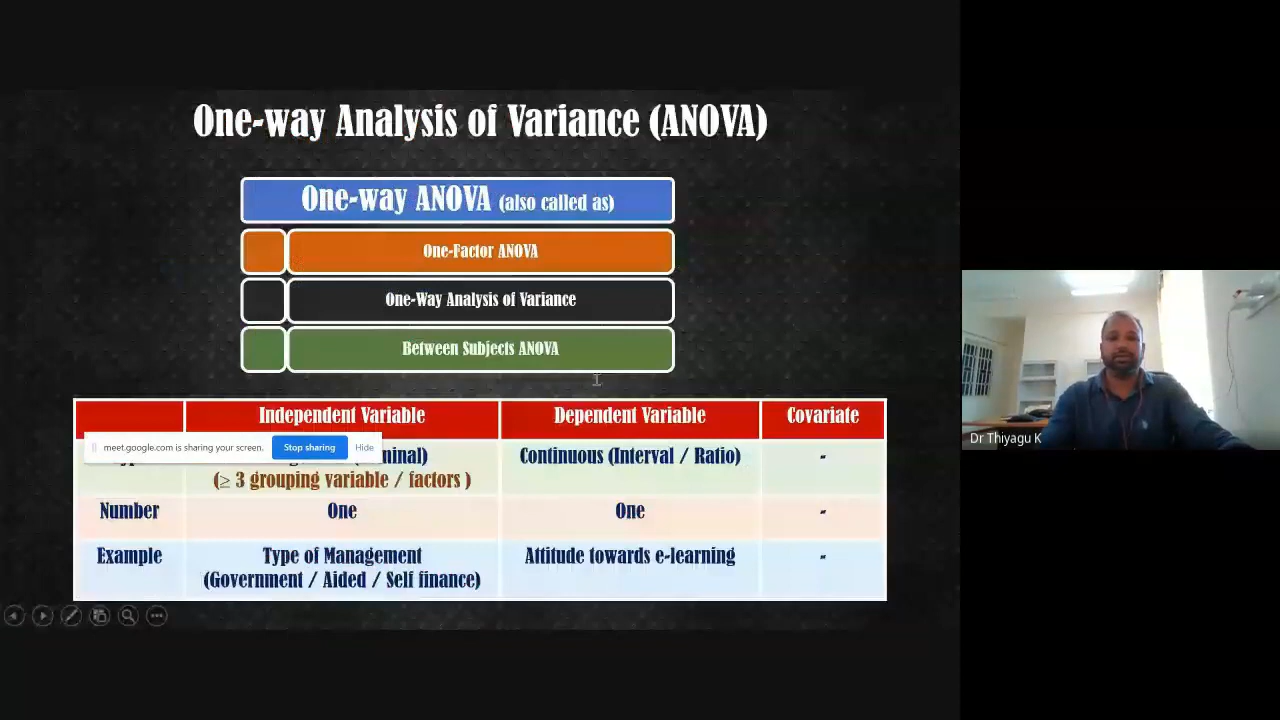 One-way Analysis of Variance (ANOVA)
One-way ANOVA (also called as)
One-Factor ANOVA
One-Way Analysis of Variance
Between Subjects ANOVA
Independent Variable
Dependent Variable
Covariate
meet.google.com is sharing your screen.
Stop sharing
Hide
minal)
(≥ 3 grouping variable / factors )
Continuous (Interval / Ratio)
-
Number
One
One
-
Example
Type of Management
(Government / Aided / Self finance)
Attitude towards e-learning
-
Dr Thiyagu K